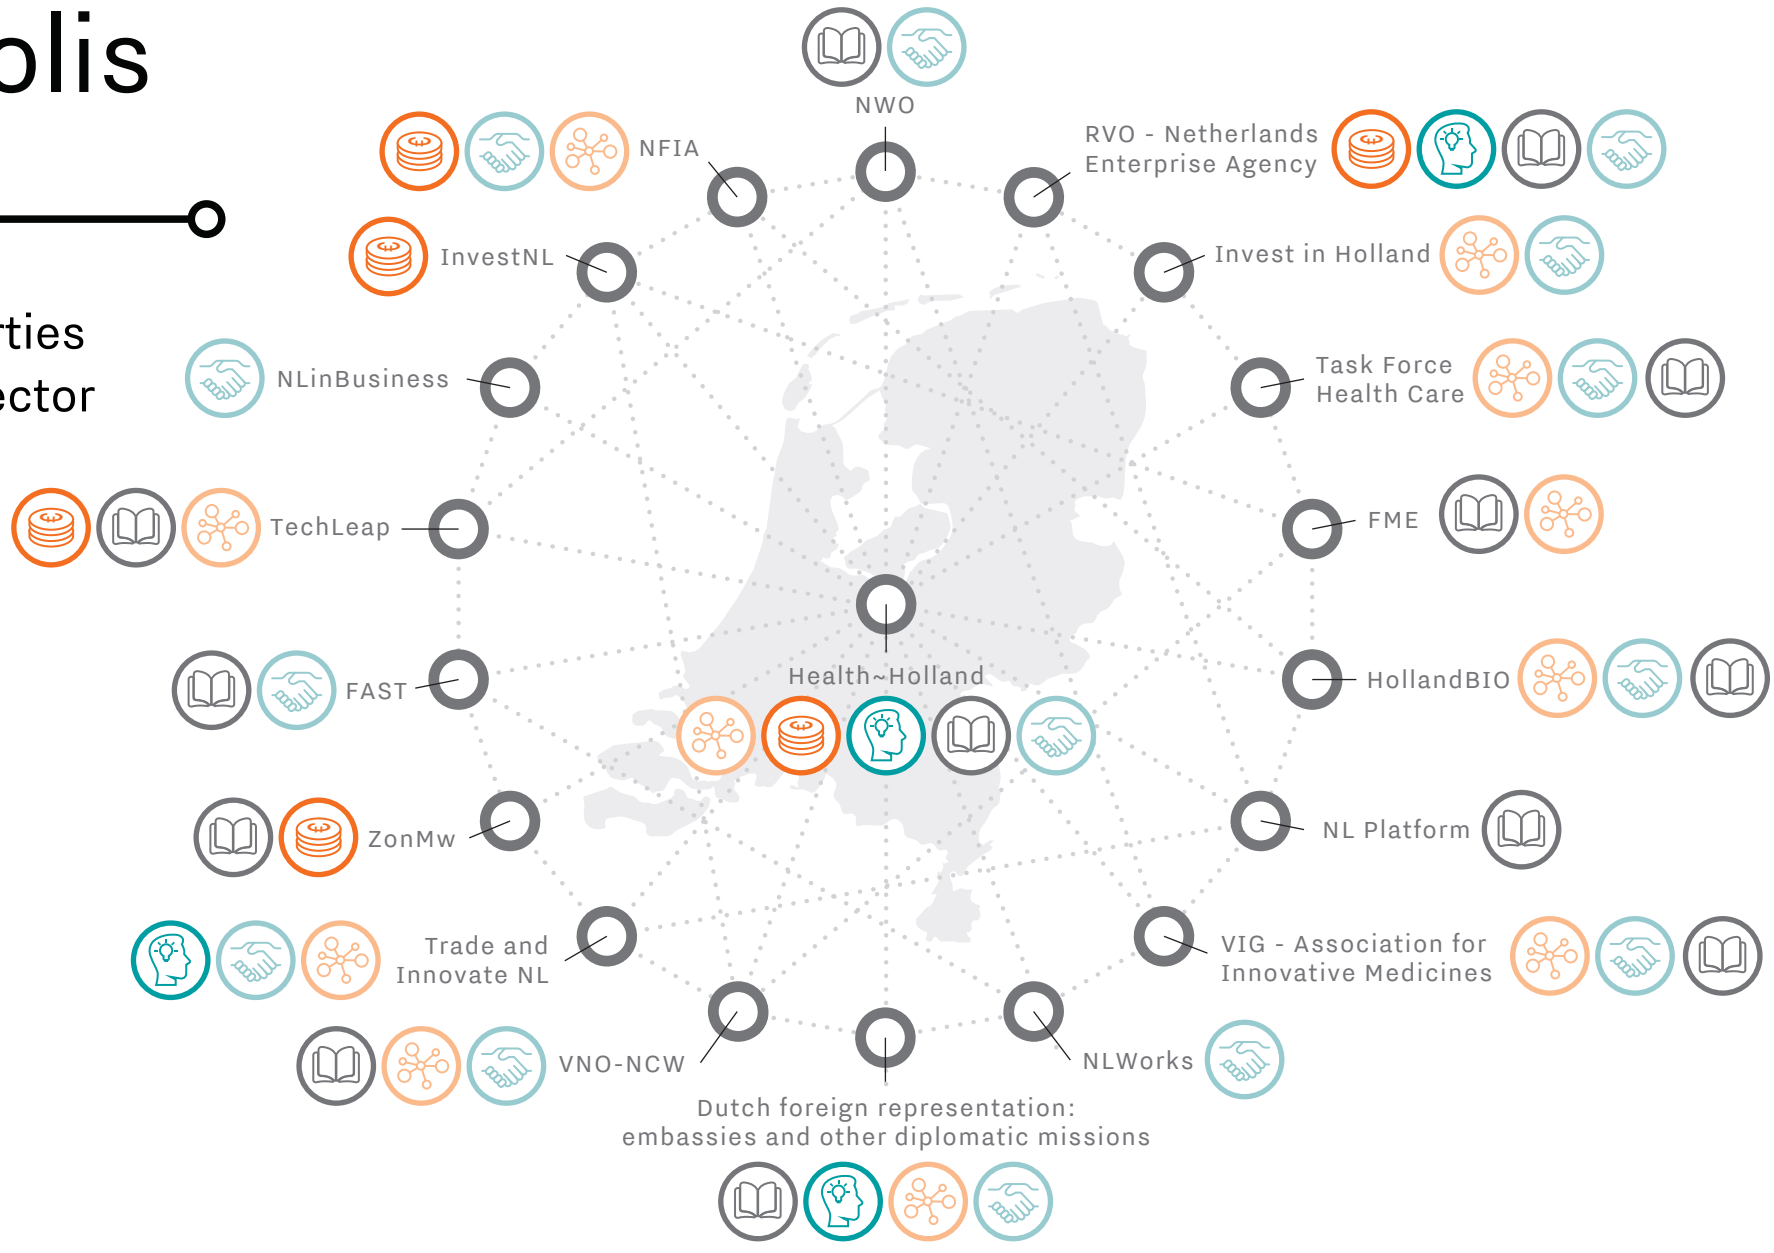 olis
rties
ector
NWO
NFIA
RVO - Netherlands
Enterprise Agency
InvestNL
Invest in Holland
NLinBusiness
Task Force
Health Care
TechLeap
FME
Health~Holland
FAST
HollandBIO
ZonMw
NL Platform
Trade and
Innovate NL
VIG - Association for
Innovative Medicines
VNO-NCW
NLWorks
Dutch foreign representation:
embassies and other diplomatic missions